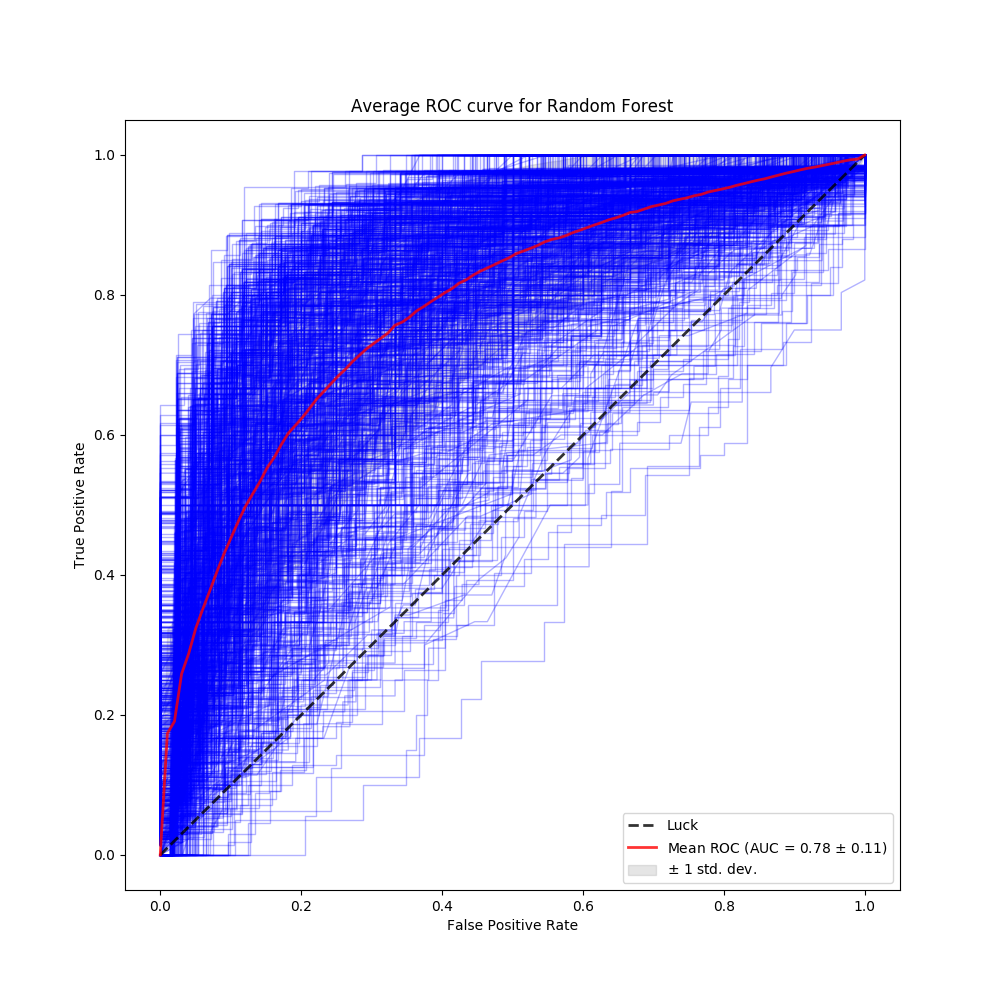 Average ROC curve for Random Forest
1.0
0.8
0.6
0.4
0.2
0.0
True Positive Rate
Luck
Mean ROC (AUC = 0.78 ± 0.11)
± 1 std. dev.
0.0 0.2 0.4 0.6 0.8 1.0
False Positive Rate